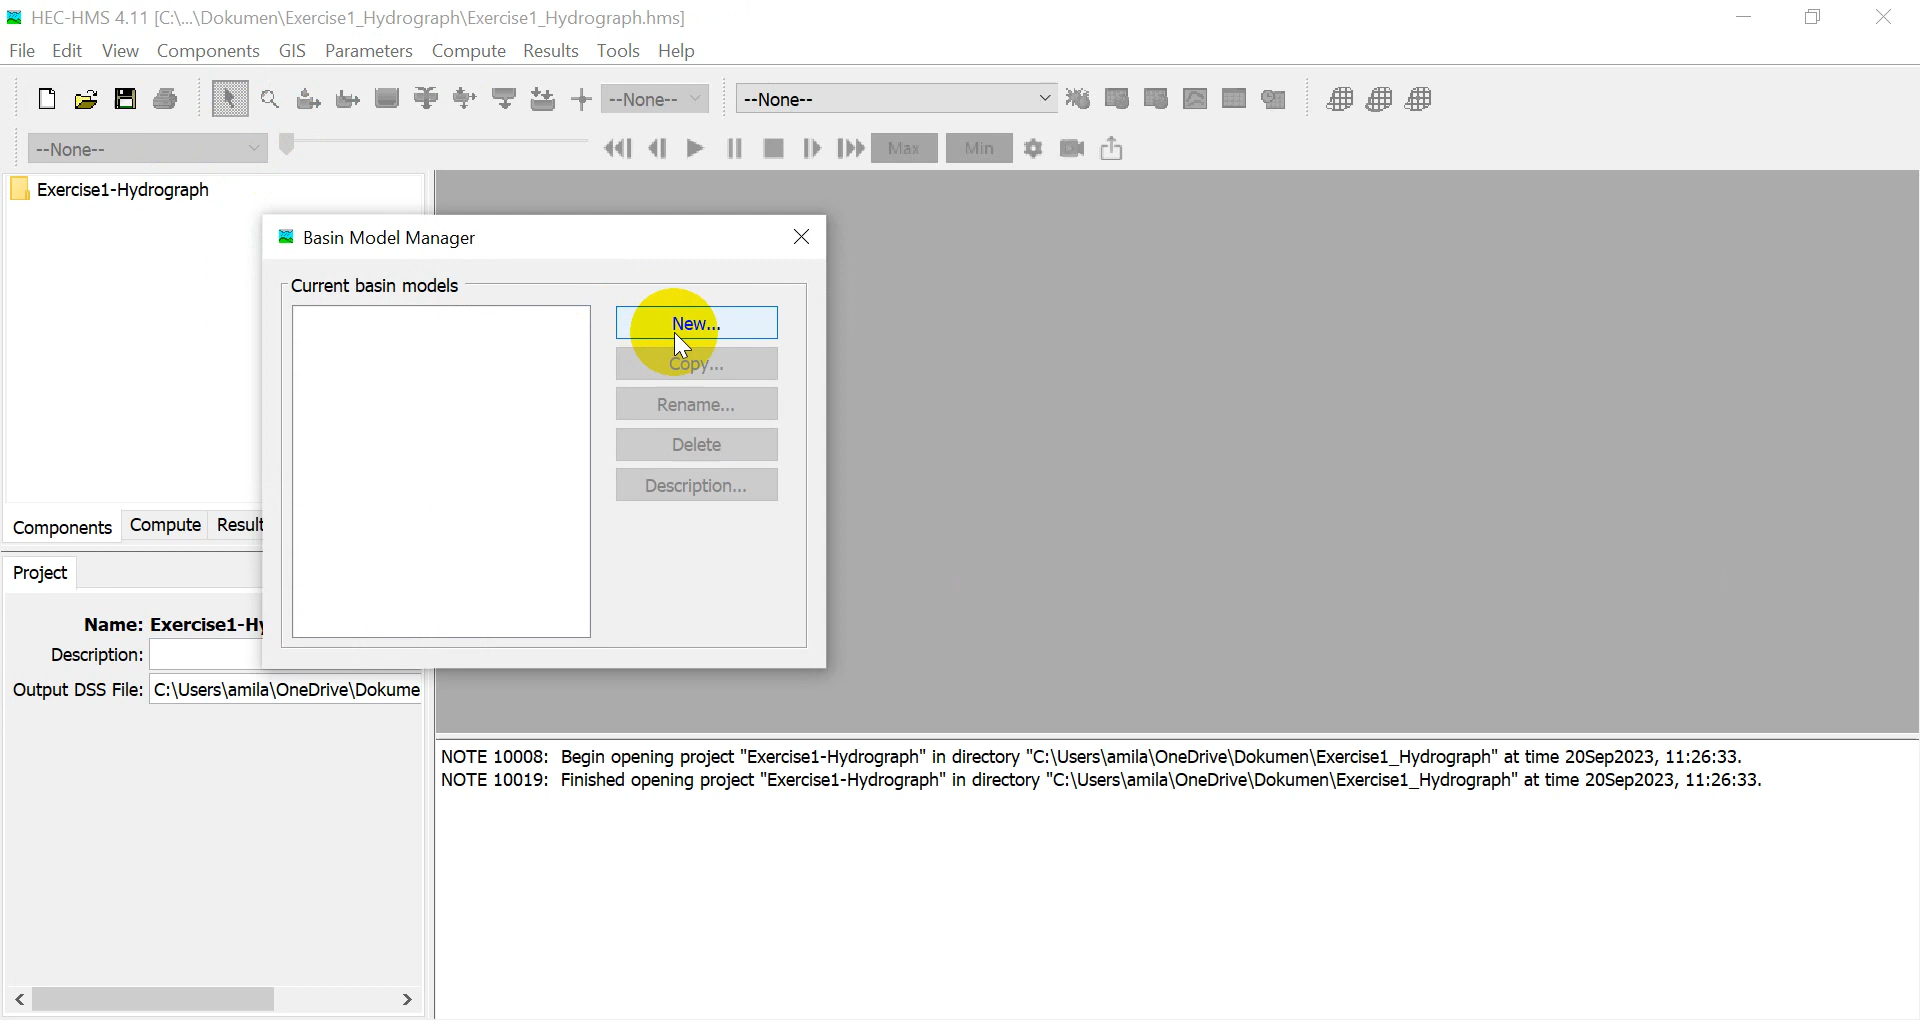 HEC-HMS 4.11 [C:\...\Dokumen\Exercise1_Hydrograph\Exercise1_Hydrograph.hms]
File Edit View Components GIS Parameters Compute Results Tools Help
--None-- --None--
--None-- Max Min
Exercise1-Hydrograph
Basin Model Manager
Current basin models
New...
Copy...
Rename...
Delete
Description...
Components Compute Result
Project
Name: Exercise1-Hy
Description:
Output DSS File: C:\Users\amila\OneDrive\Dokume
NOTE 10008: Begin opening project "Exercise1-Hydrograph" in directory "C:\Users\amila\OneDrive\Dokumen\Exercise1_Hydrograph" at time 20Sep2023, 11:26:33.
NOTE 10019: Finished opening project "Exercise1-Hydrograph" in directory "C:\Users\amila\OneDrive\Dokumen\Exercise1_Hydrograph" at time 20Sep2023, 11:26:33.